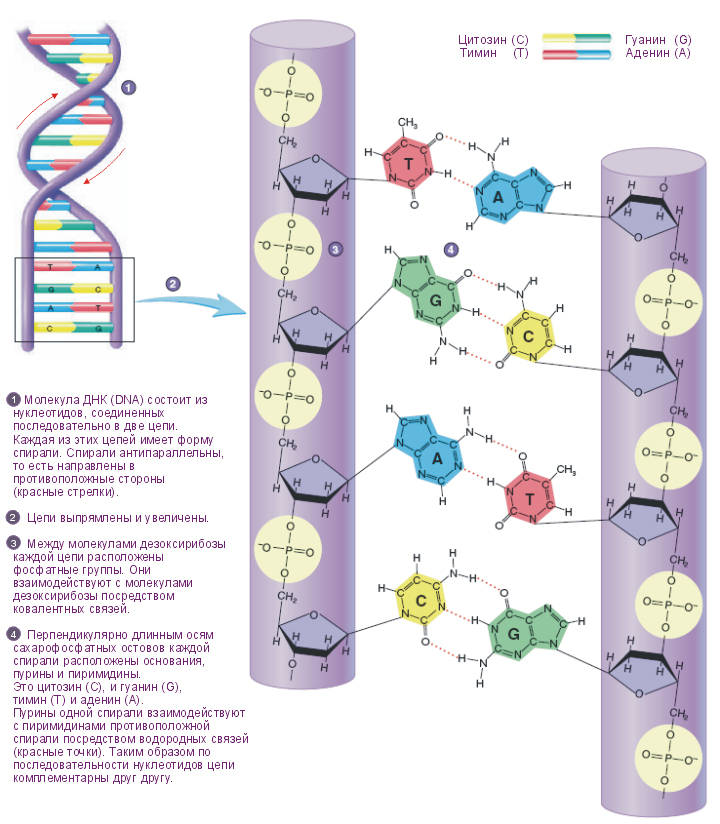 Цитозин (C) Гуанин (G)
Тимин (T) Аденин (A)
1
2
3
4
T A
G C
A T
C G
T
A
G
C
A
T
C
G
CH₃
O
H
N
P
CH₂
O⁻
⁻O
1 Молекула ДНК (DNA) состоит из
нуклеотидов, соединенных
последовательно в две цепи.
Каждая из этих цепей имеет форму
спирали. Спирали антипараллельны,
то есть направлены в
противоположные стороны
(красные стрелки).
2 Цепи выпрямлены и увеличены.
3 Между молекулами дезоксирибозы
каждой цепи расположены
фосфатные группы. Они
взаимодействуют с молекулами
дезоксирибозы посредством
ковалентных связей.
4 Перпендикулярно длинным осям
сахарофосфатных остовов каждой
спирали расположены основания,
пурины и пиримидины.
Это цитозин (C), и гуанин (G),
тимин (T) и аденин (A).
Пурины одной спирали взаимодействуют
с пиримидинами противоположной
спирали посредством водородных связей
(красные точки). Таким образом по
последовательности нуклеотидов цепи
комплементарны друг другу.